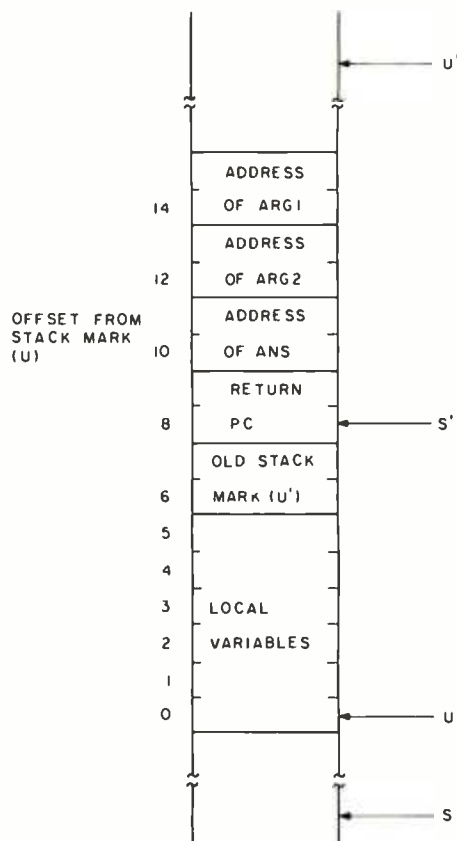 U'
ADDRESS
14 OF ARG1
ADDRESS
12 OF ARG2
OFFSET FROM
STACK MARK
(U)
ADDRESS
10 OF ANS
RETURN
8 PC S'
OLD STACK
6 MARK (U')
5
4
3 LOCAL
2 VARIABLES
1
0 U
S